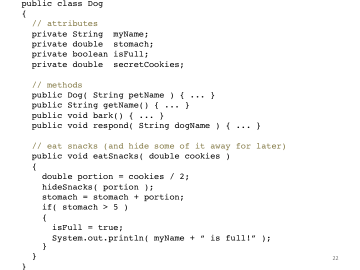 public class Dog
{
// attributes
private String myName;
private double stomach;
private boolean isFull;
private double secretCookies;
// methods
public Dog( String petName ) { ... }
public String getName() { ... }
public void bark() { ... }
public void respond( String dogName ) { ... }
// eat snacks (and hide some of it away for later)
public void eatSnacks( double cookies )
{
double portion = cookies / 2;
hideSnacks( portion );
stomach = stomach + portion;
if( stomach > 5 )
{
isFull = true;
System.out.println( myName + “ is full!” );
}
}
}
22